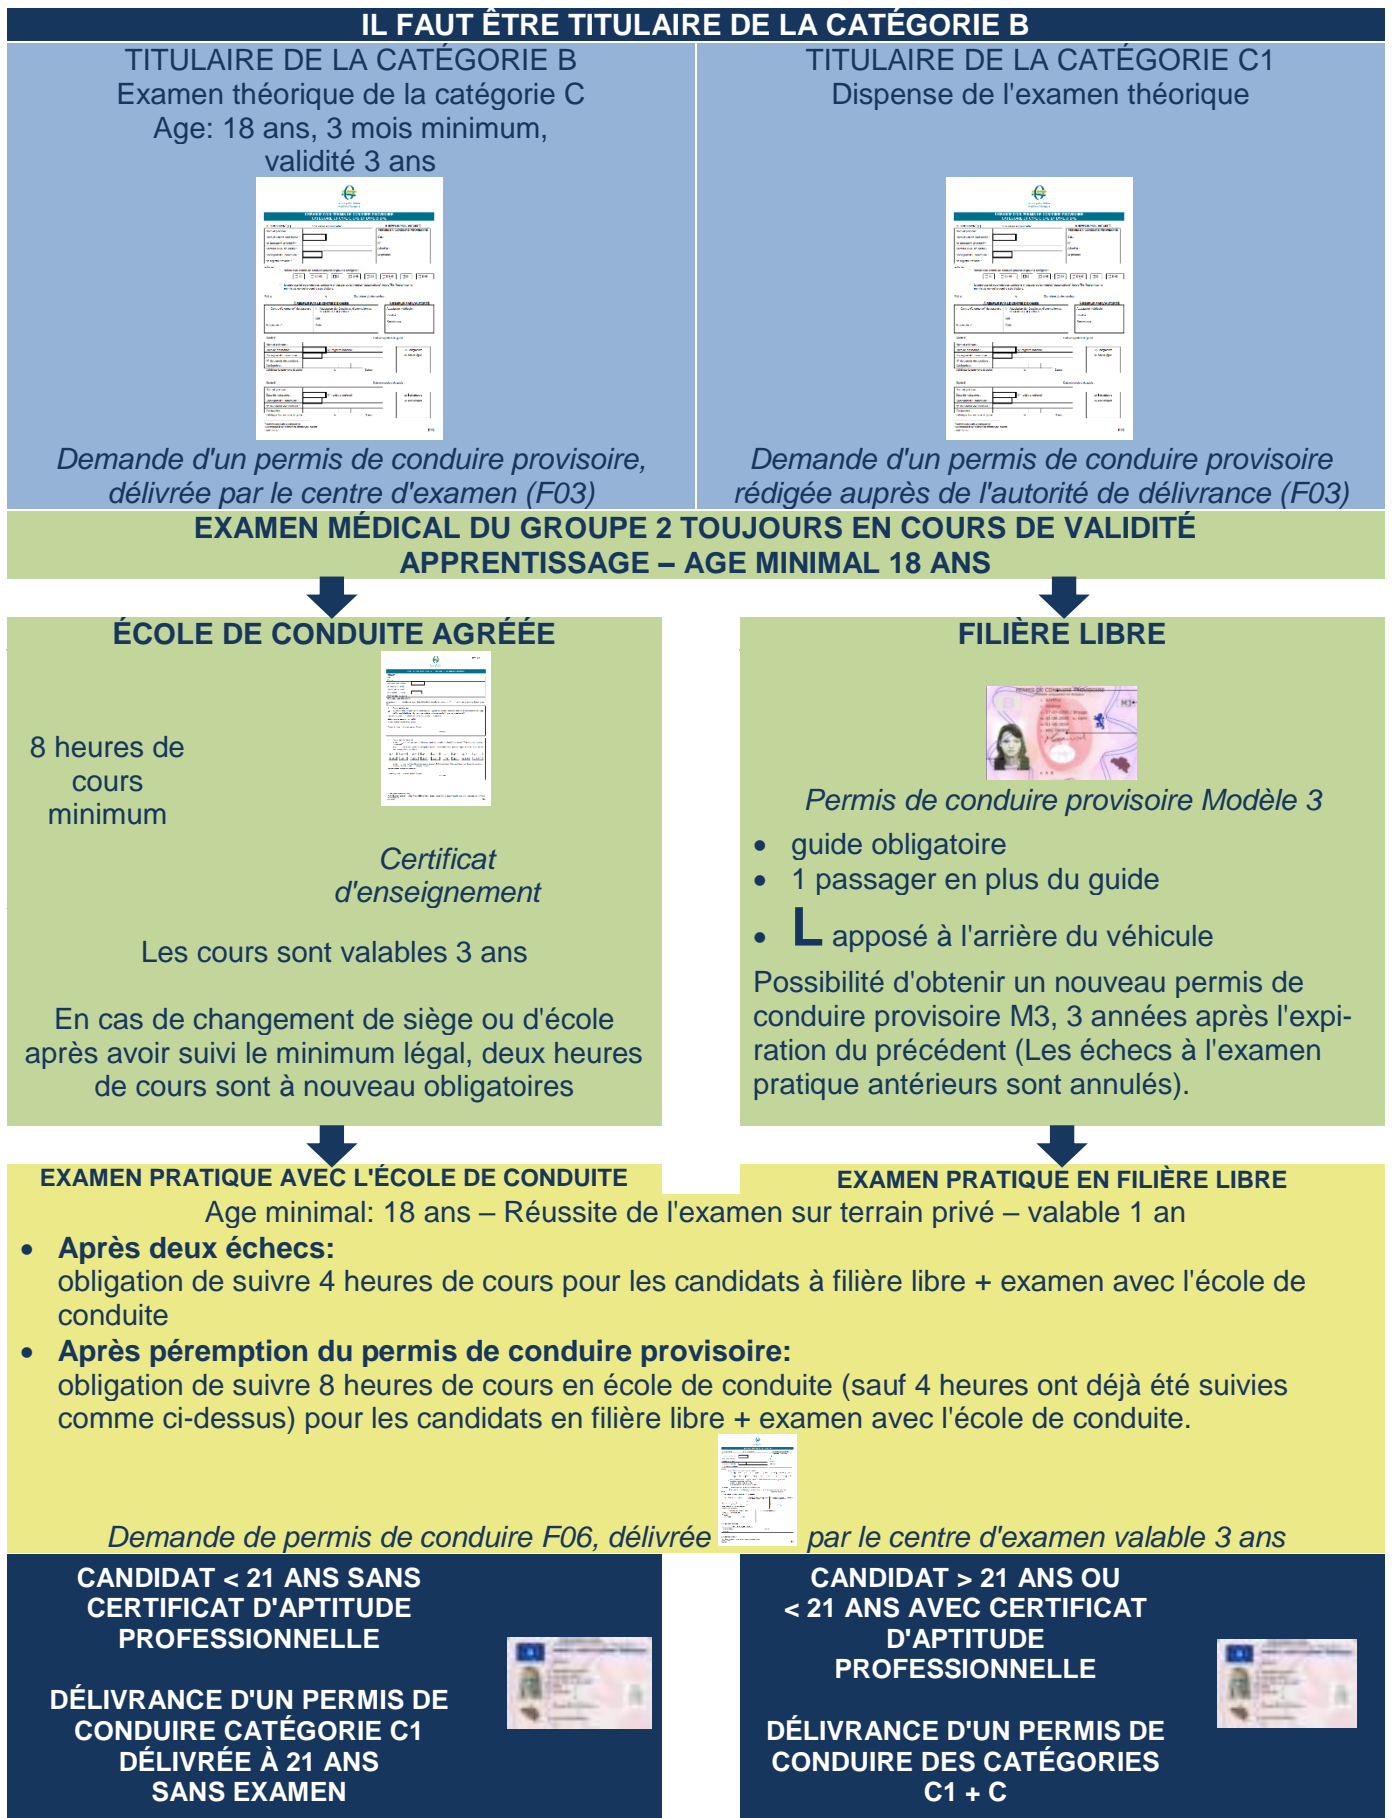 IL FAUT ÊTRE TITULAIRE DE LA CATÉGORIE B
TITULAIRE DE LA CATÉGORIE B
Examen théorique de la catégorie C
Age: 18 ans, 3 mois minimum,
validité 3 ans
Demande d'un permis de conduire provisoire,
délivrée par le centre d'examen (F03)
TITULAIRE DE LA CATÉGORIE C1
Dispense de l'examen théorique
Demande d'un permis de conduire provisoire
rédigée auprès de l'autorité de délivrance (F03)
EXAMEN MÉDICAL DU GROUPE 2 TOUJOURS EN COURS DE VALIDITÉ
APPRENTISSAGE – AGE MINIMAL 18 ANS
ÉCOLE DE CONDUITE AGRÉÉE
8 heures de
cours
minimum
Certificat
d'enseignement
Les cours sont valables 3 ans
En cas de changement de siège ou d'école
après avoir suivi le minimum légal, deux heures
de cours sont à nouveau obligatoires
FILIÈRE LIBRE
PERMIS DE CONDUIRE PROVISOIRE
M3
Permis de conduire provisoire Modèle 3
• guide obligatoire
• 1 passager en plus du guide
• L apposé à l'arrière du véhicule
Possibilité d'obtenir un nouveau permis de
conduire provisoire M3, 3 années après l'expi-
ration du précédent (Les échecs à l'examen
pratique antérieurs sont annulés).
EXAMEN PRATIQUE AVEC L'ÉCOLE DE CONDUITE
EXAMEN PRATIQUE EN FILIÈRE LIBRE
Age minimal: 18 ans – Réussite de l'examen sur terrain privé – valable 1 an
• Après deux échecs:
obligation de suivre 4 heures de cours pour les candidats à filière libre + examen avec l'école de
conduite
• Après péremption du permis de conduire provisoire:
obligation de suivre 8 heures de cours en école de conduite (sauf 4 heures ont déjà été suivies
comme ci-dessus) pour les candidats en filière libre + examen avec l'école de conduite.
Demande de permis de conduire F06, délivrée par le centre d'examen valable 3 ans
CANDIDAT < 21 ANS SANS
CERTIFICAT D'APTITUDE
PROFESSIONNELLE
DÉLIVRANCE D'UN PERMIS DE
CONDUIRE CATÉGORIE C1
DÉLIVRÉE À 21 ANS
SANS EXAMEN
CANDIDAT > 21 ANS OU
< 21 ANS AVEC CERTIFICAT
D'APTITUDE
PROFESSIONNELLE
DÉLIVRANCE D'UN PERMIS DE
CONDUIRE DES CATÉGORIES
C1 + C